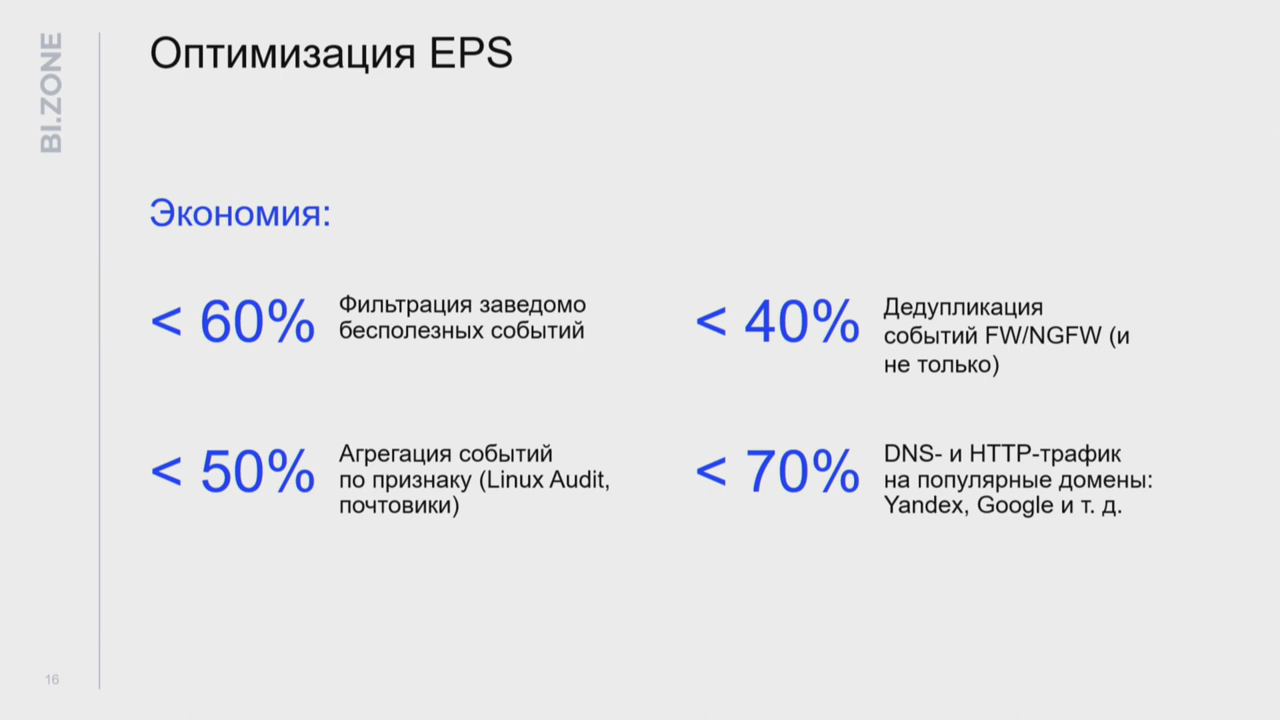 BI.ZONE
Оптимизация EPS
Экономия:
< 60%
Фильтрация заведомо
бесполезных событий
< 40%
Дедупликация
событий FW/NGFW (и
не только)
< 50%
Агрегация событий
по признаку (Linux Audit,
почтовики)
< 70%
DNS- и HTTP-трафик
на популярные домены:
Yandex, Google и т. д.
16